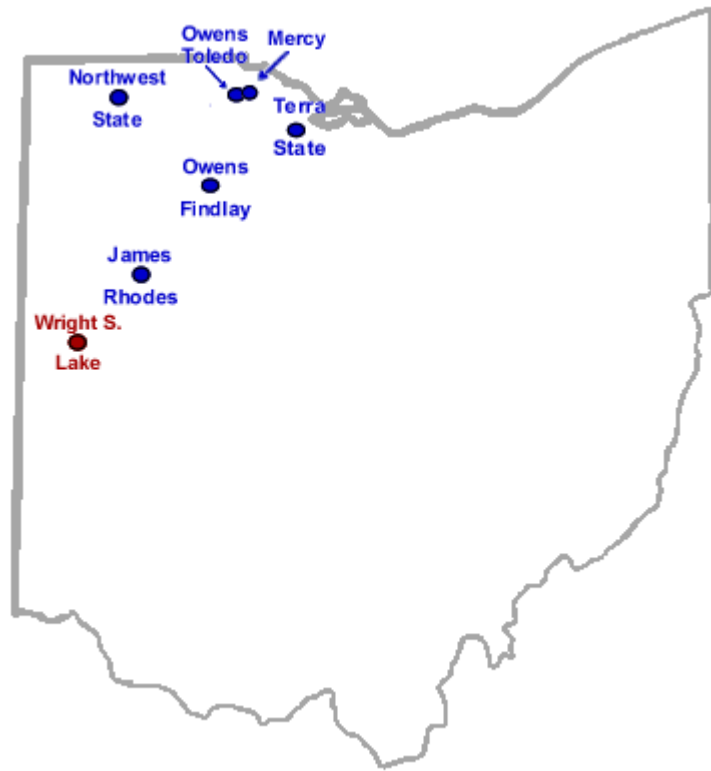 Owens
Toledo
Mercy
Northwest
State
Terra
State
Owens
Findlay
James
Rhodes
Wright S.
Lake